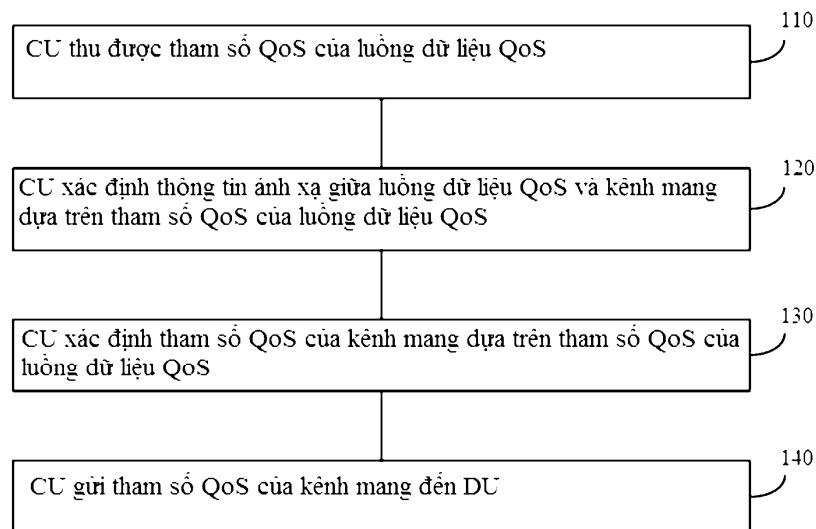 110
CU thu được tham số QoS của luồng dữ liệu QoS
120
CU xác định thông tin ánh xạ giữa luồng dữ liệu QoS và kênh mang
dựa trên tham số QoS của luồng dữ liệu QoS
130
CU xác định tham số QoS của kênh mang dựa trên tham số QoS của
luồng dữ liệu QoS
140
CU gửi tham số QoS của kênh mang đến DU